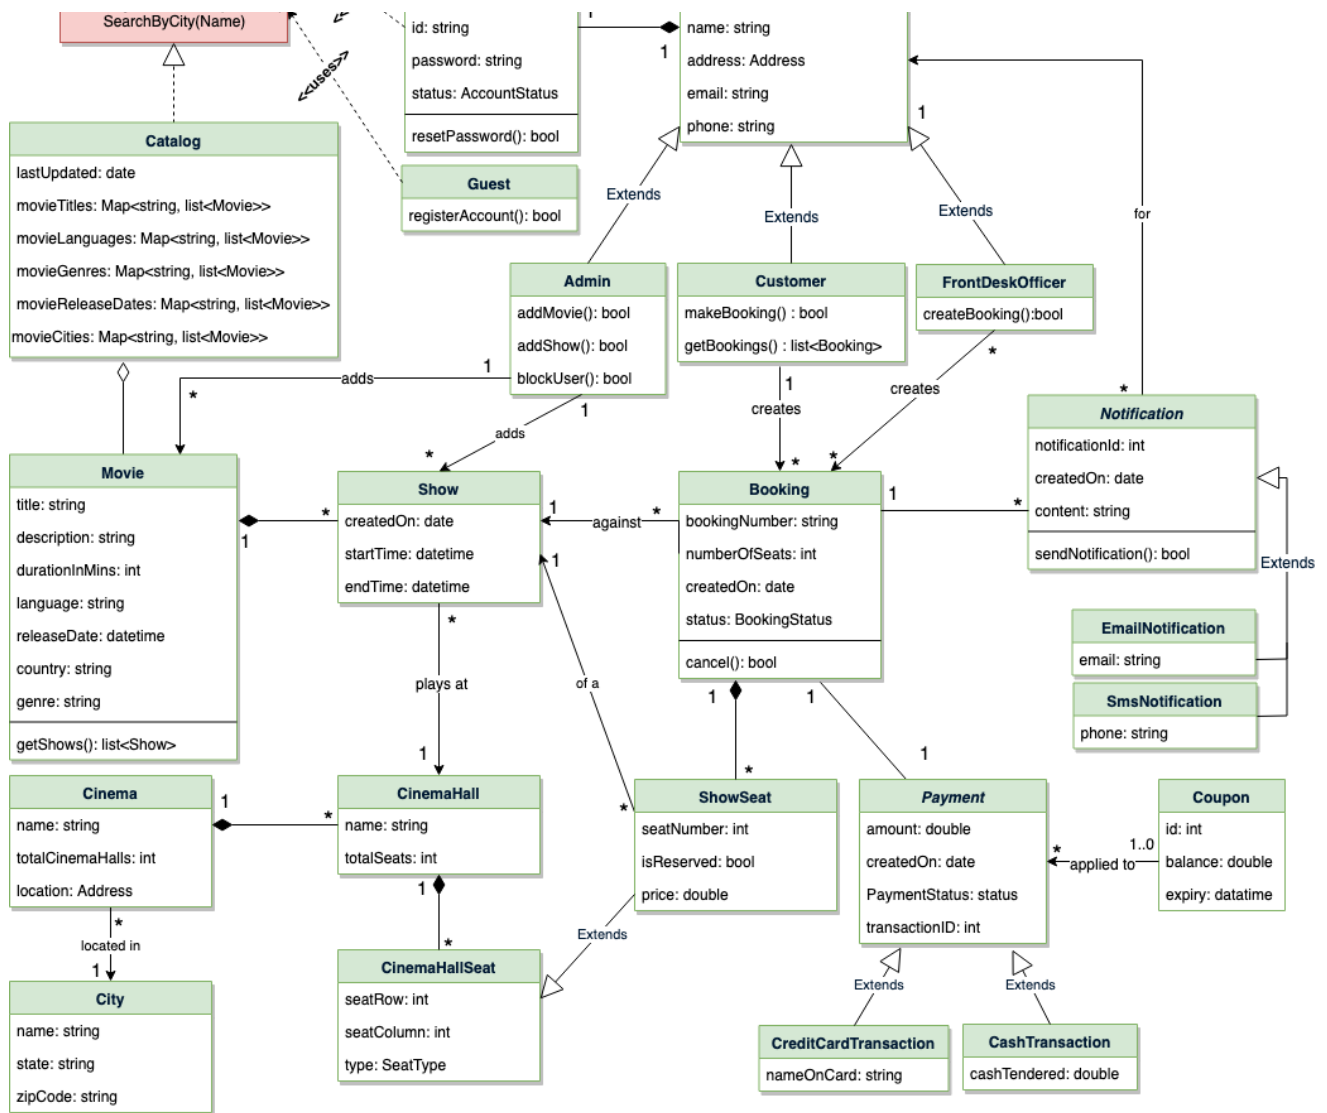 SearchByCity(Name)
<<uses>>
id: string
password: string
status: AccountStatus
resetPassword(): bool
1
name: string
address: Address
email: string
phone: string
1
Catalog
lastUpdated: date
movieTitles: Map<string, list<Movie>>
movieLanguages: Map<string, list<Movie>>
movieGenres: Map<string, list<Movie>>
movieReleaseDates: Map<string, list<Movie>>
movieCities: Map<string, list<Movie>>
Guest
registerAccount(): bool
Extends
Extends
Extends
for
Admin
addMovie(): bool
addShow(): bool
blockUser(): bool
Customer
makeBooking() : bool
getBookings() : list<Booking>
FrontDeskOfficer
createBooking():bool
*
1
adds
*
1
adds
*
1
creates
*
creates
*
*
Notification
notificationId: int
createdOn: date
content: string
sendNotification(): bool
Extends
Movie
title: string
description: string
durationInMins: int
language: string
releaseDate: datetime
country: string
genre: string
getShows(): list<Show>
1
*
Show
createdOn: date
startTime: datetime
endTime: datetime
1
against
*
1
Booking
bookingNumber: string
numberOfSeats: int
createdOn: date
status: BookingStatus
cancel(): bool
1
*
EmailNotification
email: string
SmsNotification
phone: string
*
plays at
1
of a
*
1
*
1
1
Cinema
name: string
totalCinemaHalls: int
location: Address
1
*
CinemaHall
name: string
totalSeats: int
ShowSeat
seatNumber: int
isReserved: bool
price: double
Payment
amount: double
createdOn: date
PaymentStatus: status
transactionID: int
*
applied to
1..0
Coupon
id: int
balance: double
expiry: datatime
*
located in
1
1
*
Extends
Extends
Extends
City
name: string
state: string
zipCode: string
CinemaHallSeat
seatRow: int
seatColumn: int
type: SeatType
CreditCardTransaction
nameOnCard: string
CashTransaction
cashTendered: double